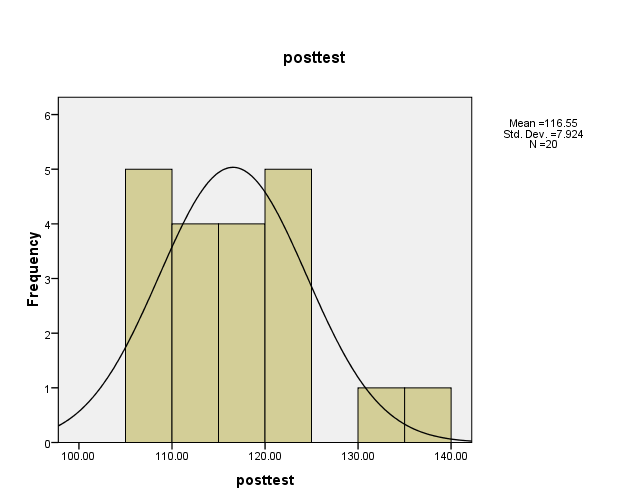 posttest
Mean =116.55
Std. Dev. =7.924
N =20
6
5
4
3
2
1
0
Frequency
100.00 110.00 120.00 130.00 140.00
posttest